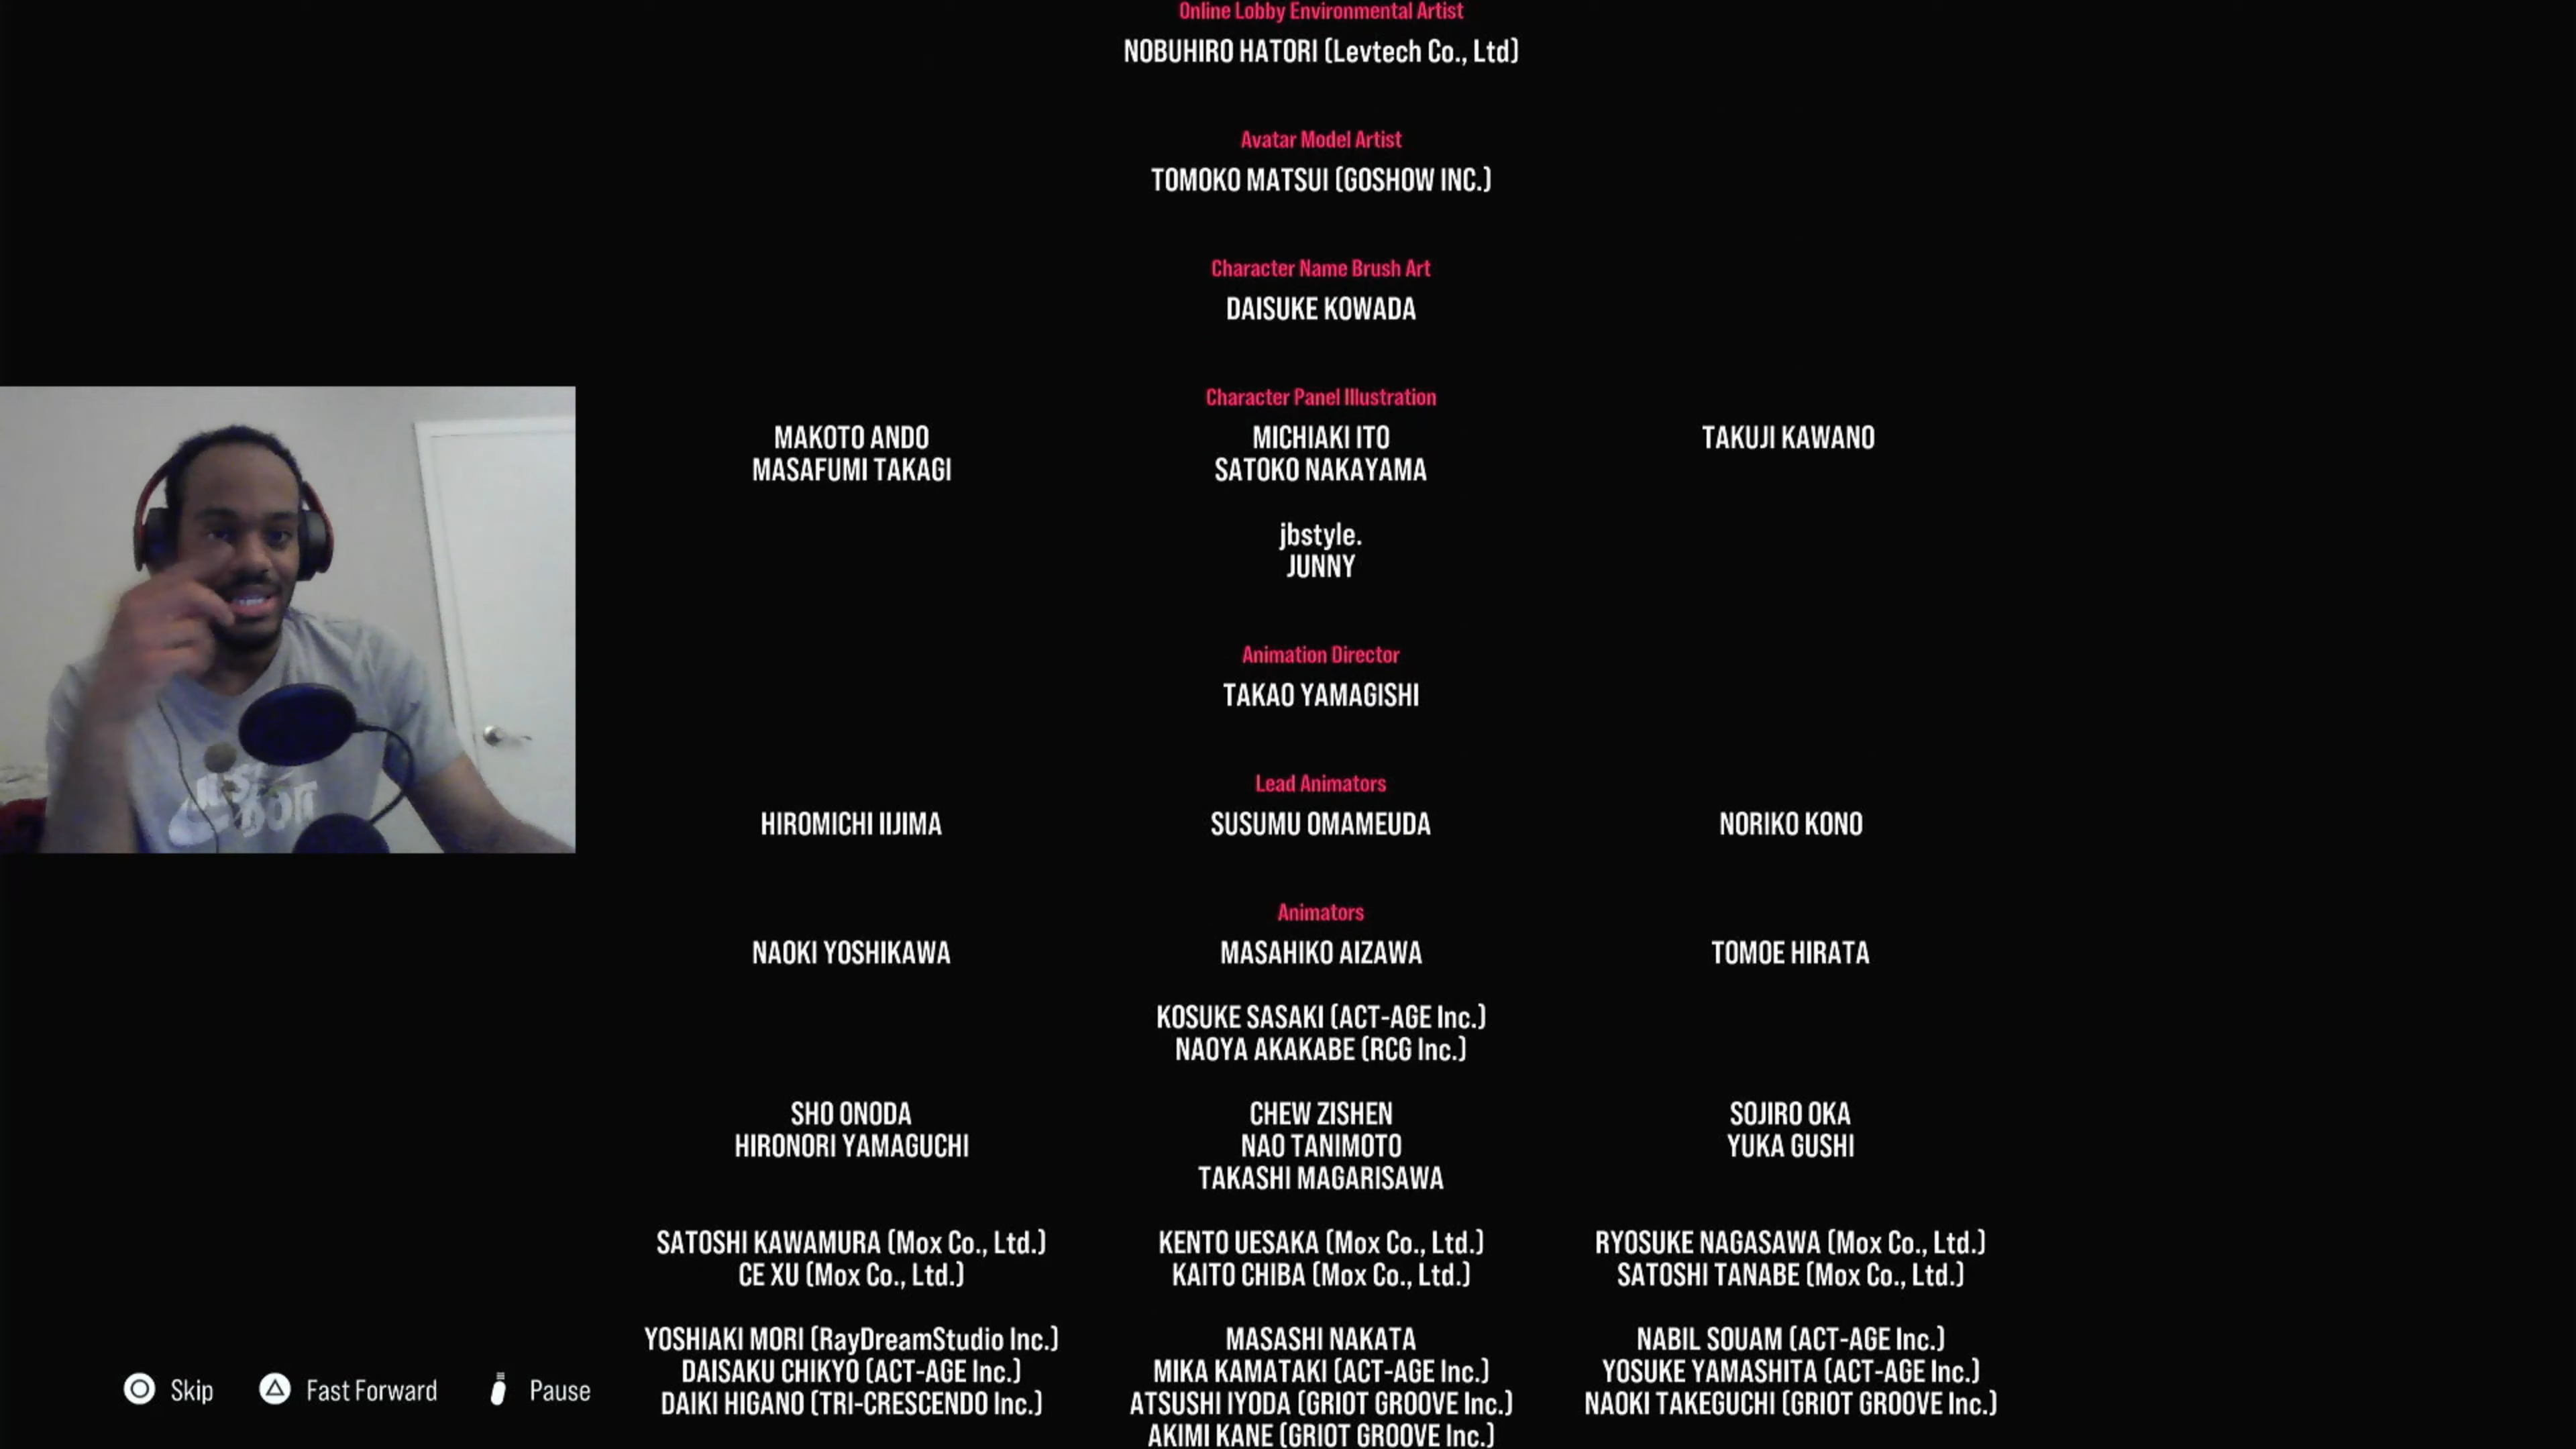 Online Lobby Environmental Artist
NOBUHIRO HATORI (Levtech Co., Ltd)
Avatar Model Artist
TOMOKO MATSUI (GOSHOW INC.)
Character Name Brush Art
DAISUKE KOWADA
Character Panel Illustration
MAKOTO ANDO MICHIAKI ITO TAKUJI KAWANO
MASAFUMI TAKAGI SATOKO NAKAYAMA
jbstyle.
JUNNY
Animation Director
TAKAO YAMAGISHI
Lead Animators
HIROMICHI IIJIMA SUSUMU OMAMEUDA NORIKO KONO
Animators
NAOKI YOSHIKAWA MASAHIKO AIZAWA TOMOE HIRATA
KOSUKE SASAKI (ACT-AGE Inc.)
NAOYA AKAKABE (RCG Inc.)
SHO ONODA CHEW ZISHEN SOJIRO OKA
HIRONORI YAMAGUCHI NAO TANIMOTO YUKA GUSHI
TAKASHI MAGARISAWA
SATOSHI KAWAMURA (Mox Co., Ltd.) KENTO UESAKA (Mox Co., Ltd.) RYOSUKE NAGASAWA (Mox Co., Ltd.)
CE XU (Mox Co., Ltd.) KAITO CHIBA (Mox Co., Ltd.) SATOSHI TANABE (Mox Co., Ltd.)
YOSHIAKI MORI (RayDreamStudio Inc.) MASASHI NAKATA NABIL SOUAM (ACT-AGE Inc.)
DAISAKU CHIKYO (ACT-AGE Inc.) MIKA KAMATAKI (ACT-AGE Inc.) YOSUKE YAMASHITA (ACT-AGE Inc.)
DAIKI HIGANO (TRI-CRESCENDO Inc.) ATSUSHI IYODA (GRIOT GROOVE Inc.) NAOKI TAKEGUCHI (GRIOT GROOVE Inc.)
AKIMI KANE (GRIOT GROOVE Inc.)
Skip Fast Forward Pause